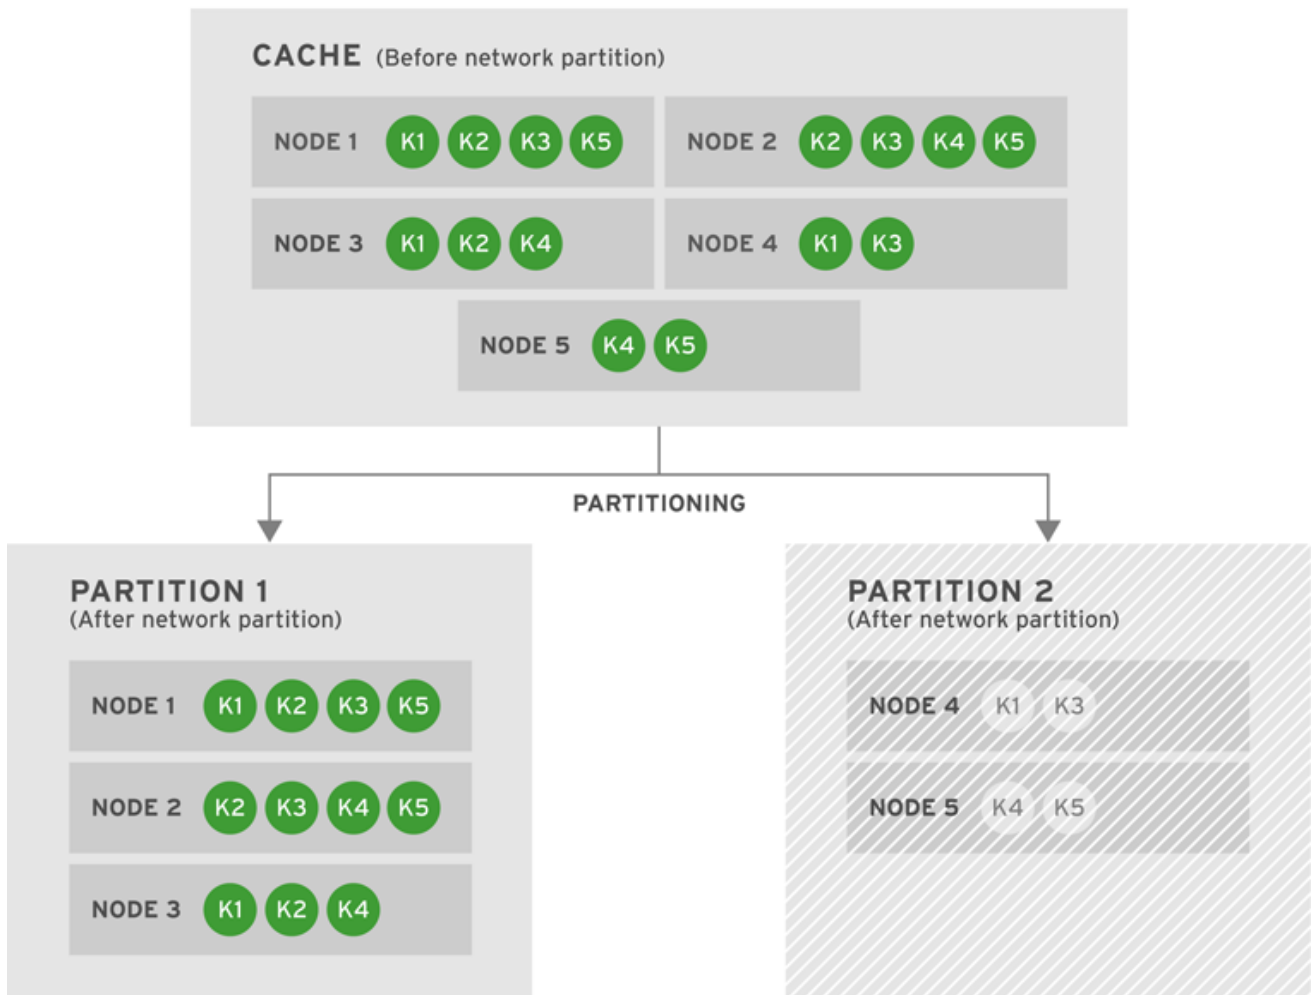 CACHE (Before network partition)
NODE 1 K1 K2 K3 K5
NODE 2 K2 K3 K4 K5
NODE 3 K1 K2 K4
NODE 4 K1 K3
NODE 5 K4 K5
PARTITIONING
PARTITION 1
(After network partition)
NODE 1 K1 K2 K3 K5
NODE 2 K2 K3 K4 K5
NODE 3 K1 K2 K4
PARTITION 2
(After network partition)
NODE 4 K1 K3
NODE 5 K4 K5